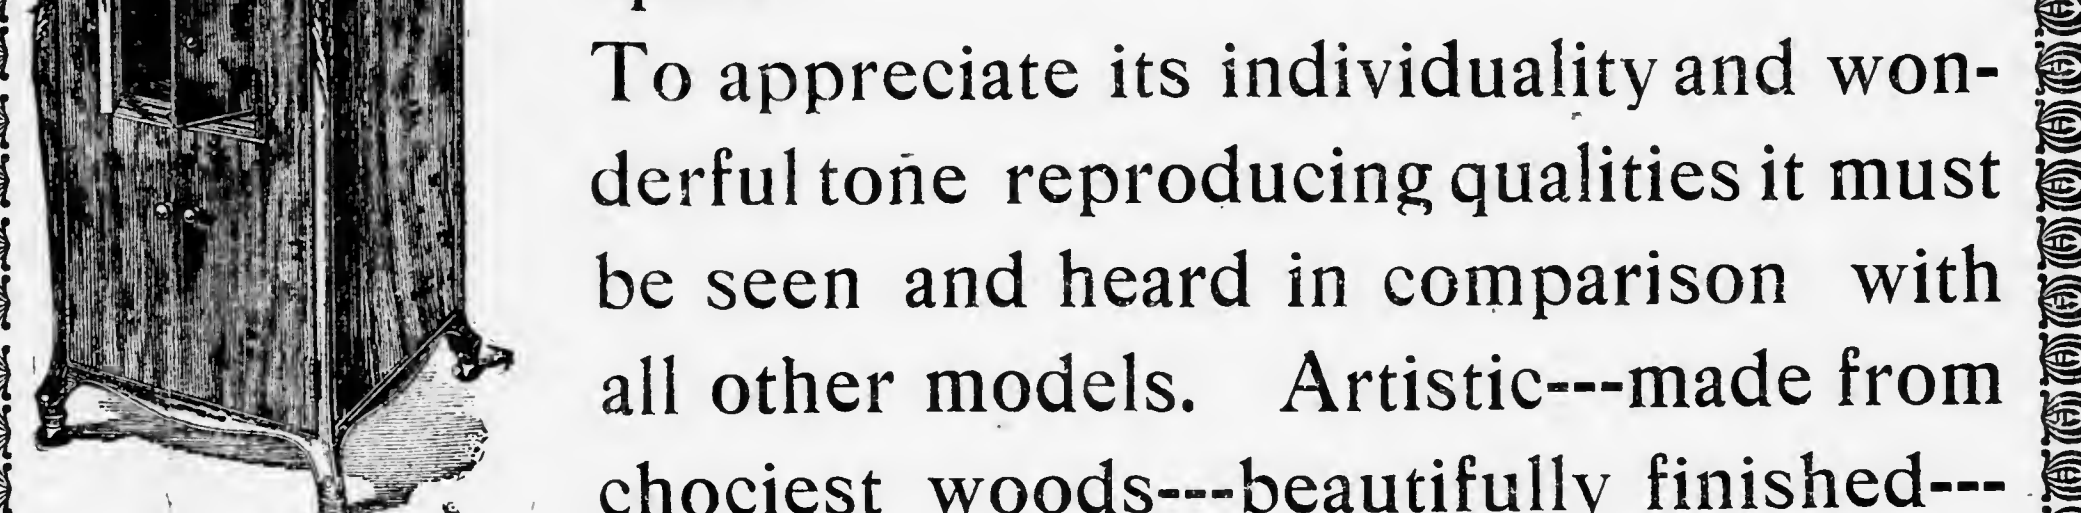 To appreciate its individuality and won-
derful tone reproducing qualities it must
be seen and heard in comparison with
all other models. Artistic---made from
chociest woods---beautifully finished---